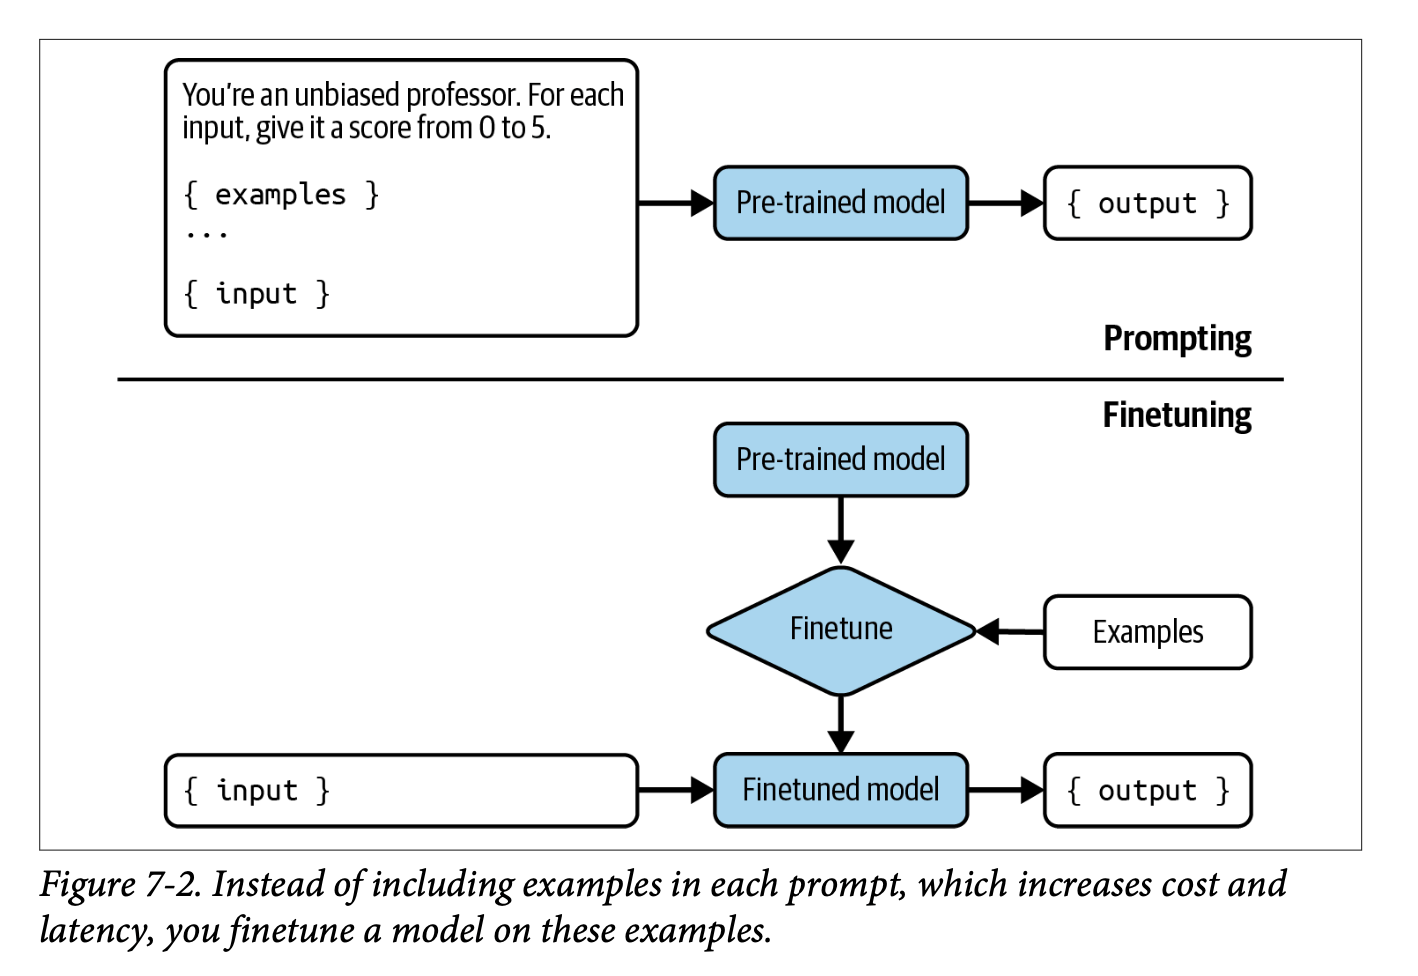 You're an unbiased professor. For each
input, give it a score from 0 to 5.
{ examples }
...
{ input }
Pre-trained model
{ output }
Prompting
Finetuning
Pre-trained model
Finetune
Examples
{ input }
Finetuned model
{ output }
Figure 7-2. Instead of including examples in each prompt, which increases cost and
latency, you finetune a model on these examples.